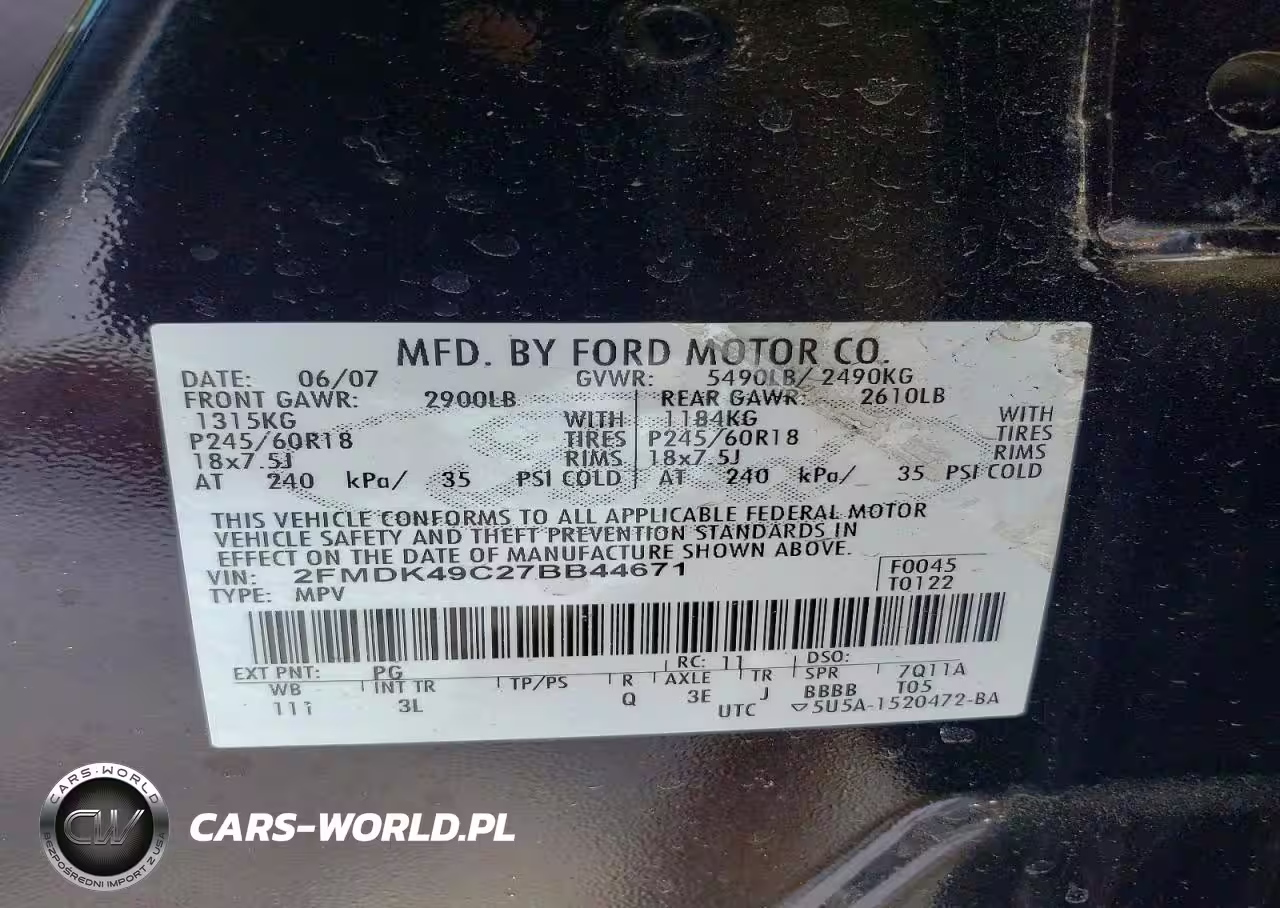 MFD. BY FORD MOTOR CO.
DATE: 06/07 GVWR: 5490LB/ 2490KG
FRONT GAWR: 2900LB REAR GAWR: 2610LB
1315KG WITH 1184KG WITH
P245/60R18 TIRES P245/60R18 TIRES
18x7.5J RIMS 18x7.5J RIMS
AT 240 kPa/ 35 PSI COLD AT 240 kPa/ 35 PSI COLD
THIS VEHICLE CONFORMS TO ALL APPLICABLE FEDERAL MOTOR
VEHICLE SAFETY AND THEFT PREVENTION STANDARDS IN
EFFECT ON THE DATE OF MANUFACTURE SHOWN ABOVE.
VIN: 2FMDK49C27BB44671 F0045
TYPE: MPV T0122
EXT PNT: PG RC: 11 DSO:
WB INT TR TP/PS R AXLE TR SPR 7Q11A
111 3L Q 3E J BBBB T05
UTC ▽5U5A-1520472-BA
CARS-WORLD
CW
BEZPOŚREDNI IMPORT Z USA
CARS-WORLD.PL